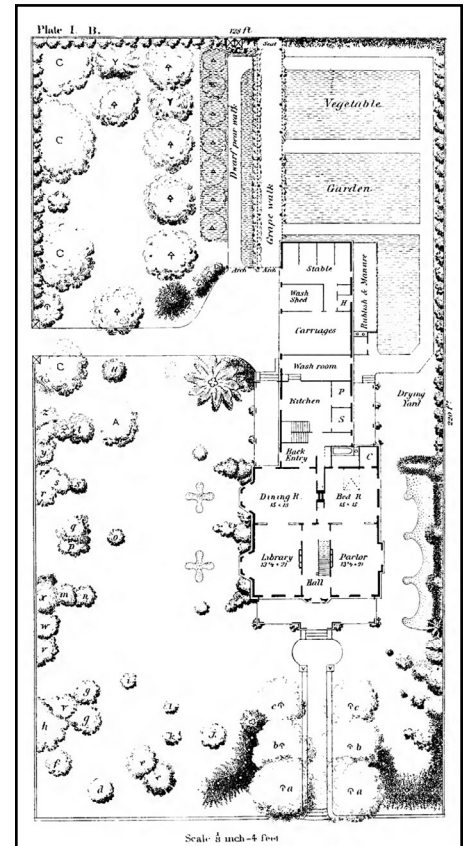 Plate I. B.
128 ft.
Seat
C
Y
Vegetable
C
Y
Dwarf pear walk
Grape walk
Garden
C
Arch
Arch
Stable
Wash Shed
H
Rubbish & Manure
Carriages
Wash room
C
u
Kitchen
P
S
Drying Yard
220 ft.
A
t
s
Back Entry
C
Dining R.
15 × 18
Bed R.
15 × 18
g
o
Library
13½ × 21
Parlor
13½ × 21
Hall
x
m
n
w
v
g
i
r
q
h
i
k
f
d
c
c
b
b
a
a
Scale ⅛ inch–4 feet